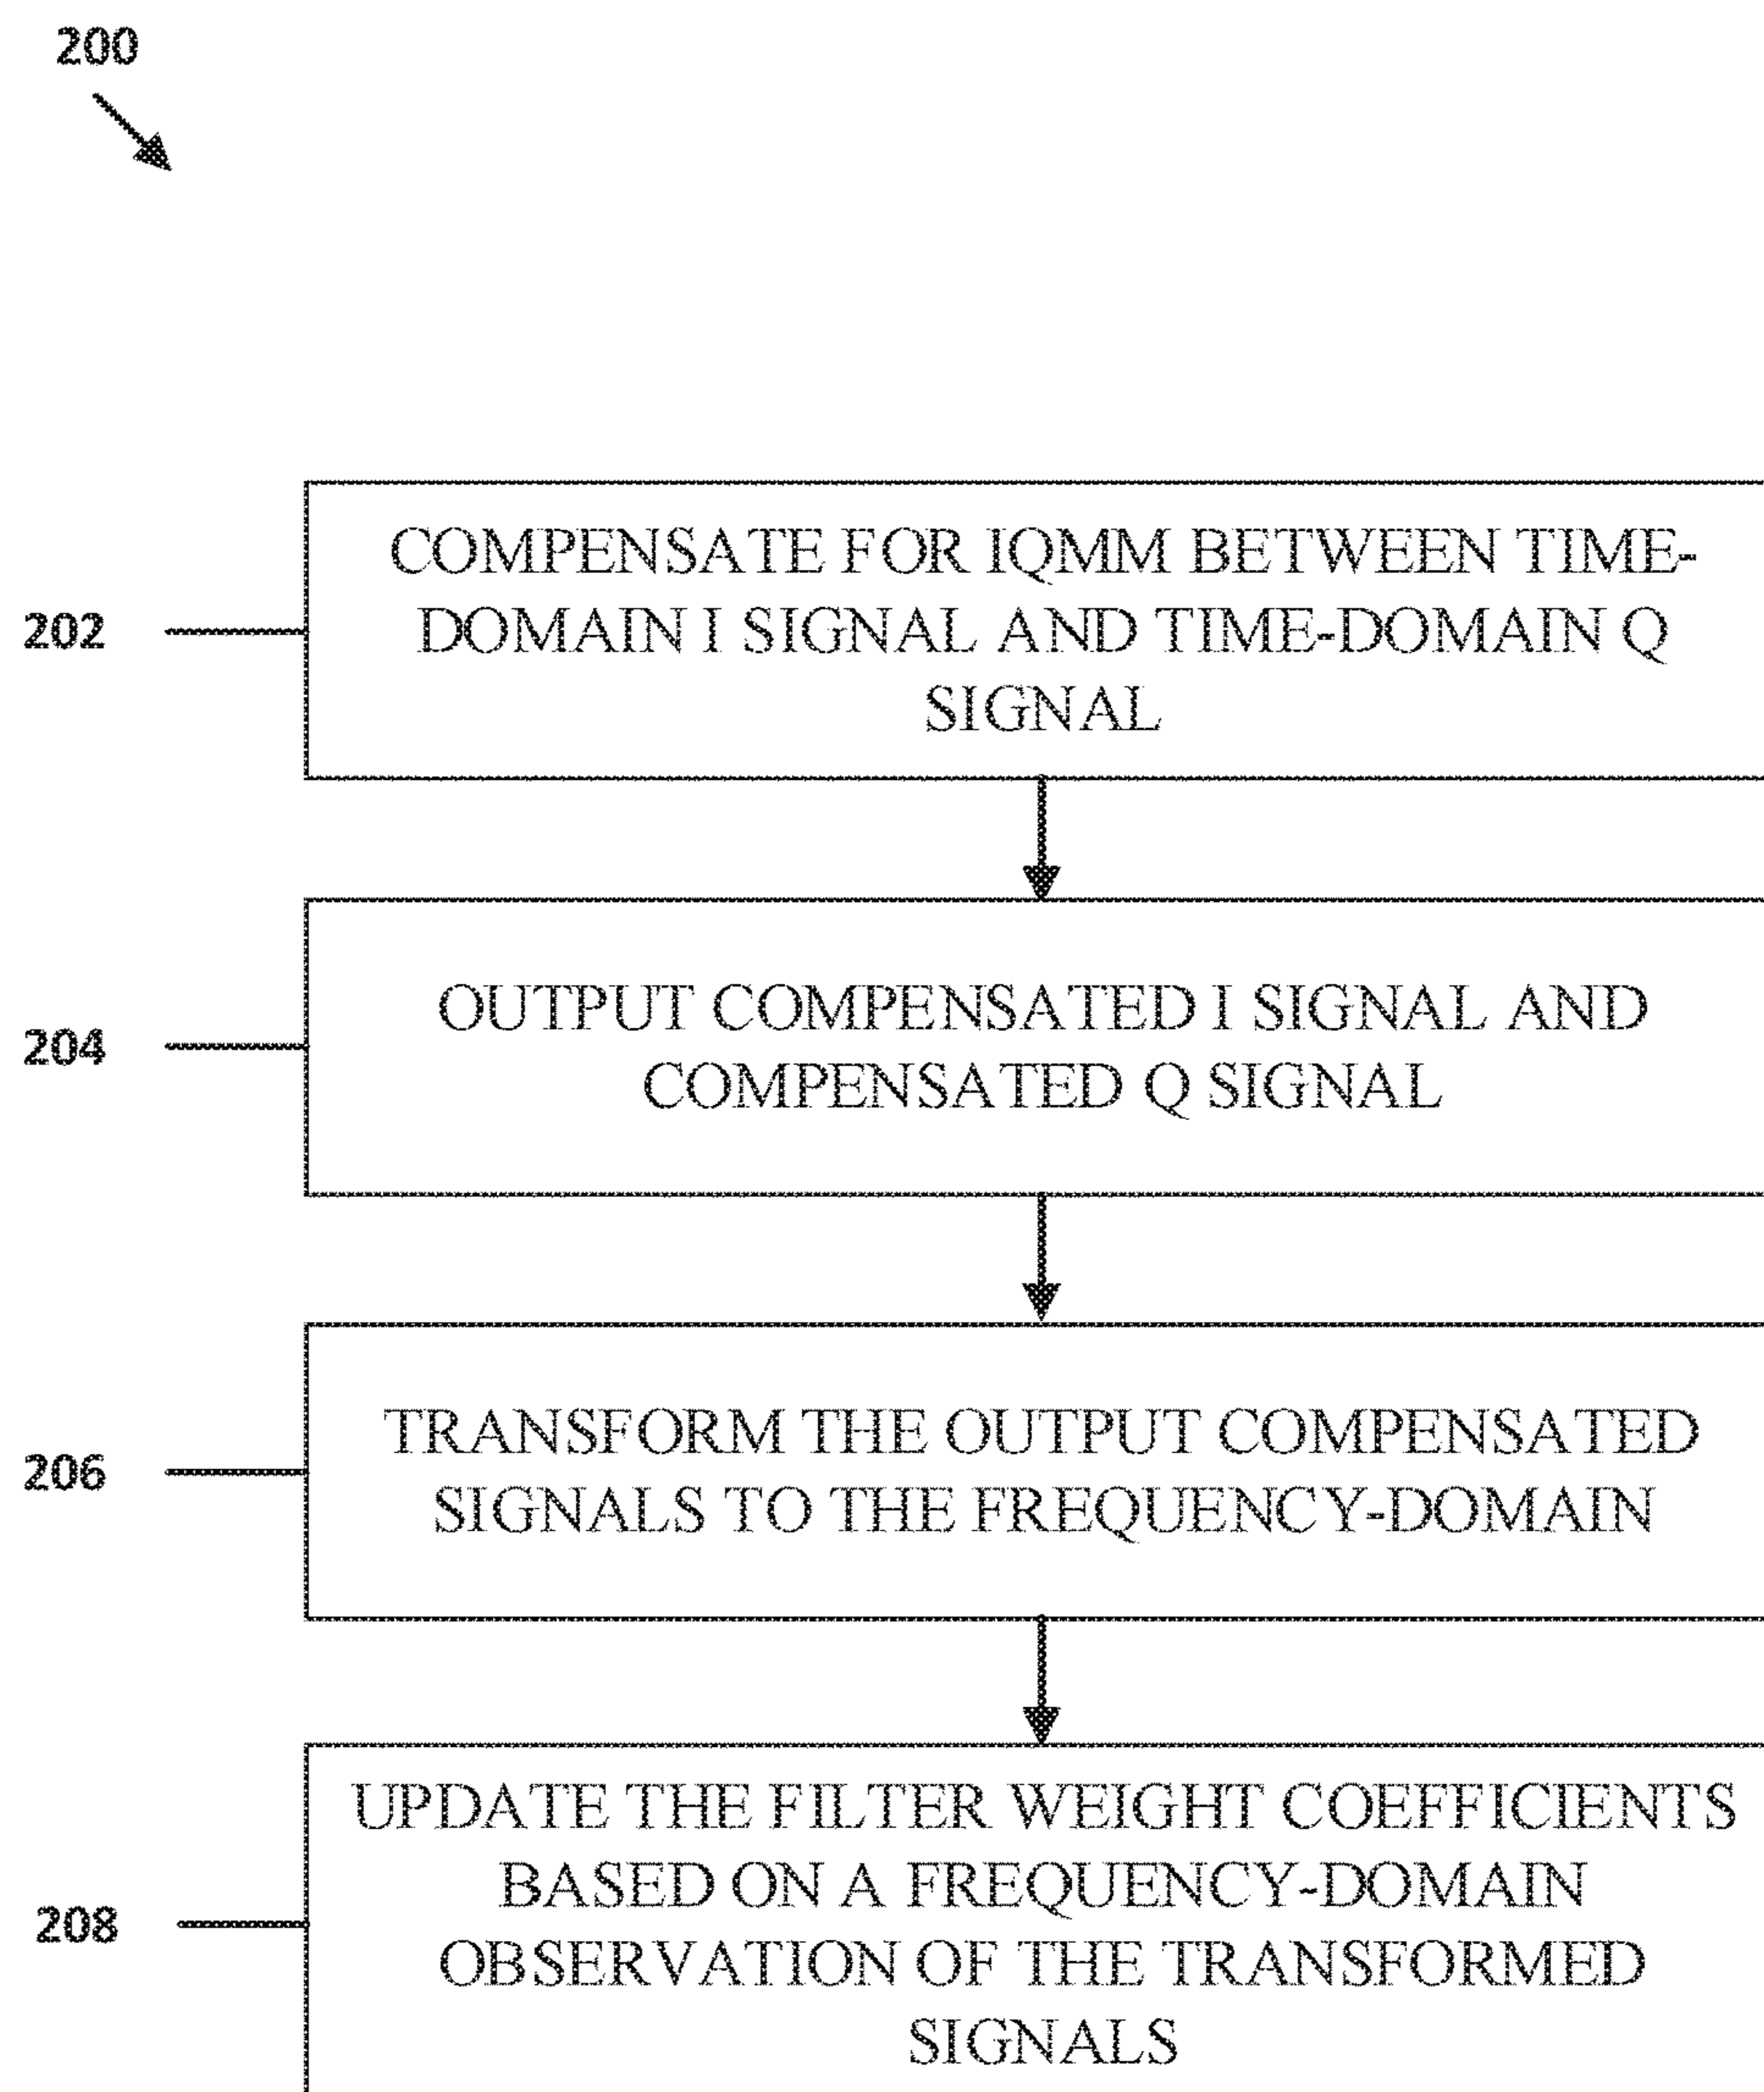 200
202
COMPENSATE FOR IQMM BETWEEN TIME-
DOMAIN I SIGNAL AND TIME-DOMAIN Q
SIGNAL
204
OUTPUT COMPENSATED I SIGNAL AND
COMPENSATED Q SIGNAL
206
TRANSFORM THE OUTPUT COMPENSATED
SIGNALS TO THE FREQUENCY-DOMAIN
208
UPDATE THE FILTER WEIGHT COEFFICIENTS
BASED ON A FREQUENCY-DOMAIN
OBSERVATION OF THE TRANSFORMED
SIGNALS